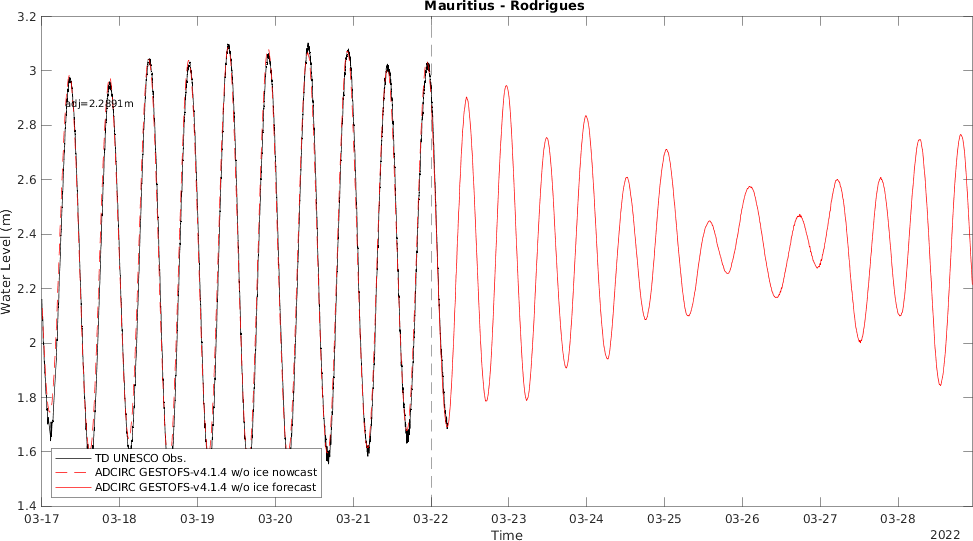 Mauritius - Rodrigues
3.2
3
2.8
2.6
2.4
2.2
2
1.8
1.6
1.4
Water Level (m)
adj=2.2891m
TD UNESCO Obs.
ADCIRC GESTOFS-v4.1.4 w/o ice nowcast
ADCIRC GESTOFS-v4.1.4 w/o ice forecast
03-17 03-18 03-19 03-20 03-21 03-22 03-23 03-24 03-25 03-26 03-27 03-28
Time
2022